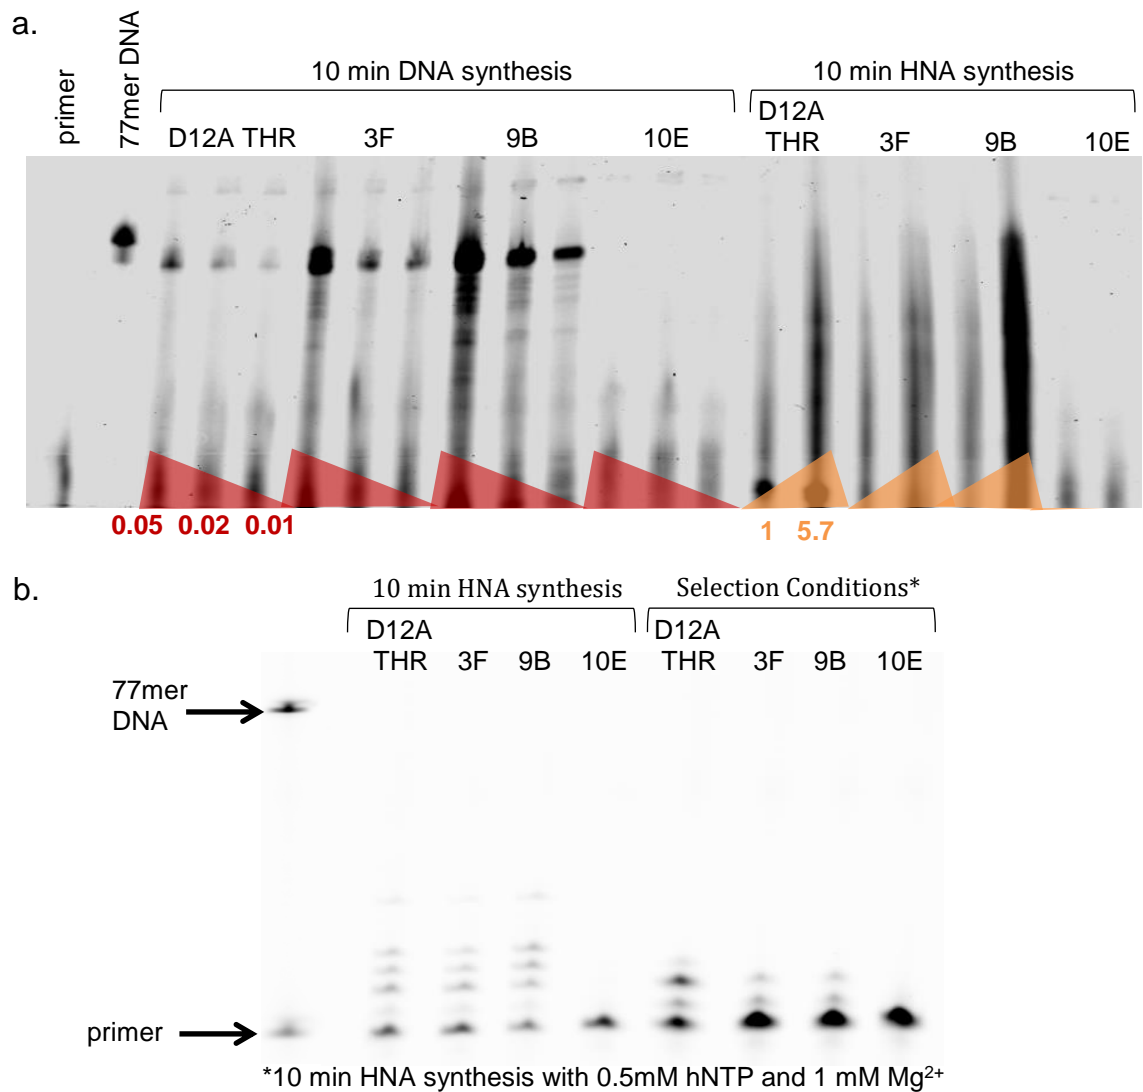 a.
primer
77mer DNA
10 min DNA synthesis
10 min HNA synthesis
D12A THR 3F 9B 10E
D12A
THR 3F 9B 10E
0.05 0.02 0.01
1 5.7
b.
10 min HNA synthesis
Selection Conditions*
D12A
THR 3F 9B 10E
D12A
THR 3F 9B 10E
77mer
DNA
primer
*10 min HNA synthesis with 0.5mM hNTP and 1 mM Mg²⁺